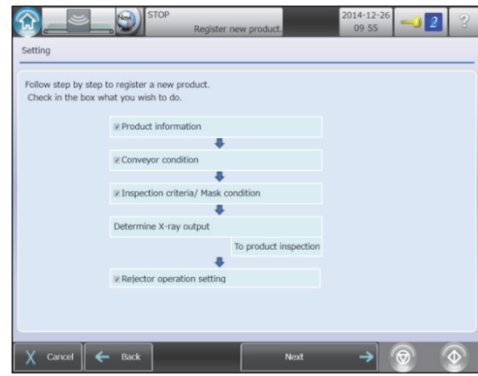 STOP
Register new product.
2014-12-26
09 55
2
?
Setting
Follow step by step to register a new product.
Check in the box what you wish to do.
Product information
Conveyor condition
Inspection criteria/ Mask condition
Determine X-ray output
To product inspection
Rejector operation setting
X Cancel
Back
Next